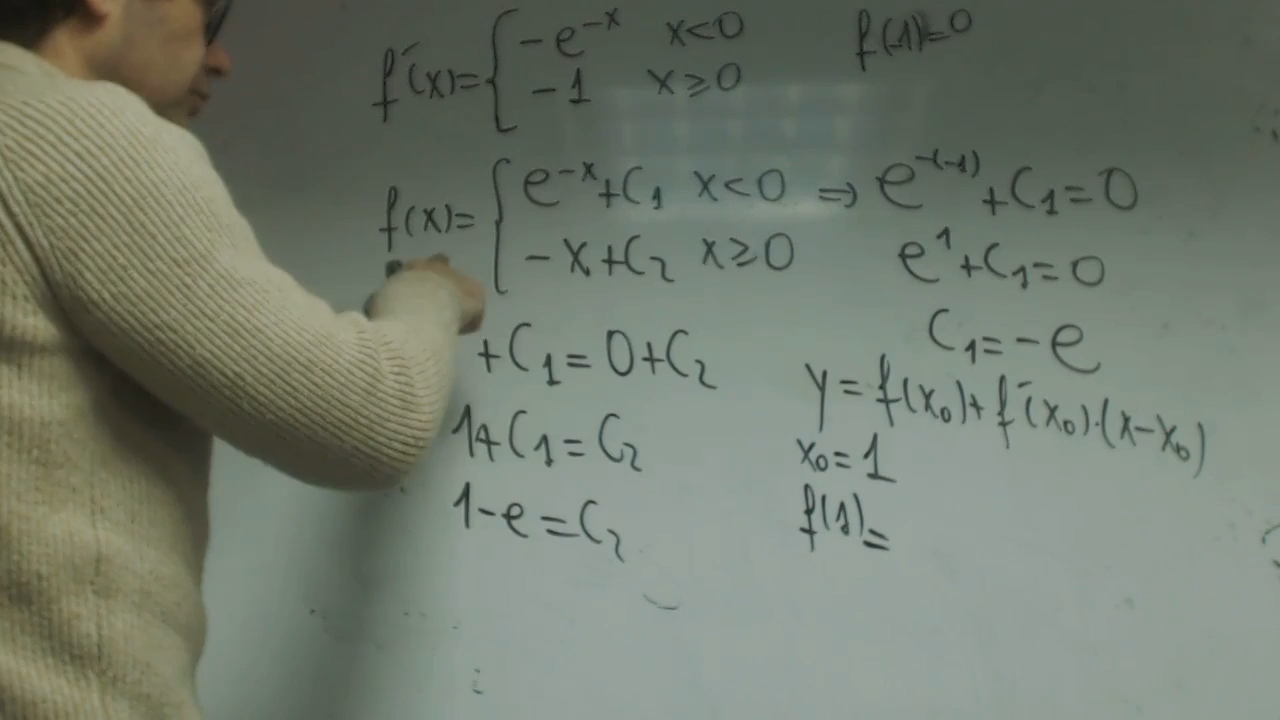 f'(x)= { -e^{-x} x<0 f(-1)=0
-1 x≥0
f(x)= { e^{-x}+C₁ x<0 ⇒ e^{-(-1)}+C₁=0
-x+C₂ x≥0 e¹+C₁=0
+C₁=0+C₂ C₁=-e
y=f(x₀)+f'(x₀)·(x-x₀)
1+C₁=C₂ x₀=1
1-e=C₂ f(1)=